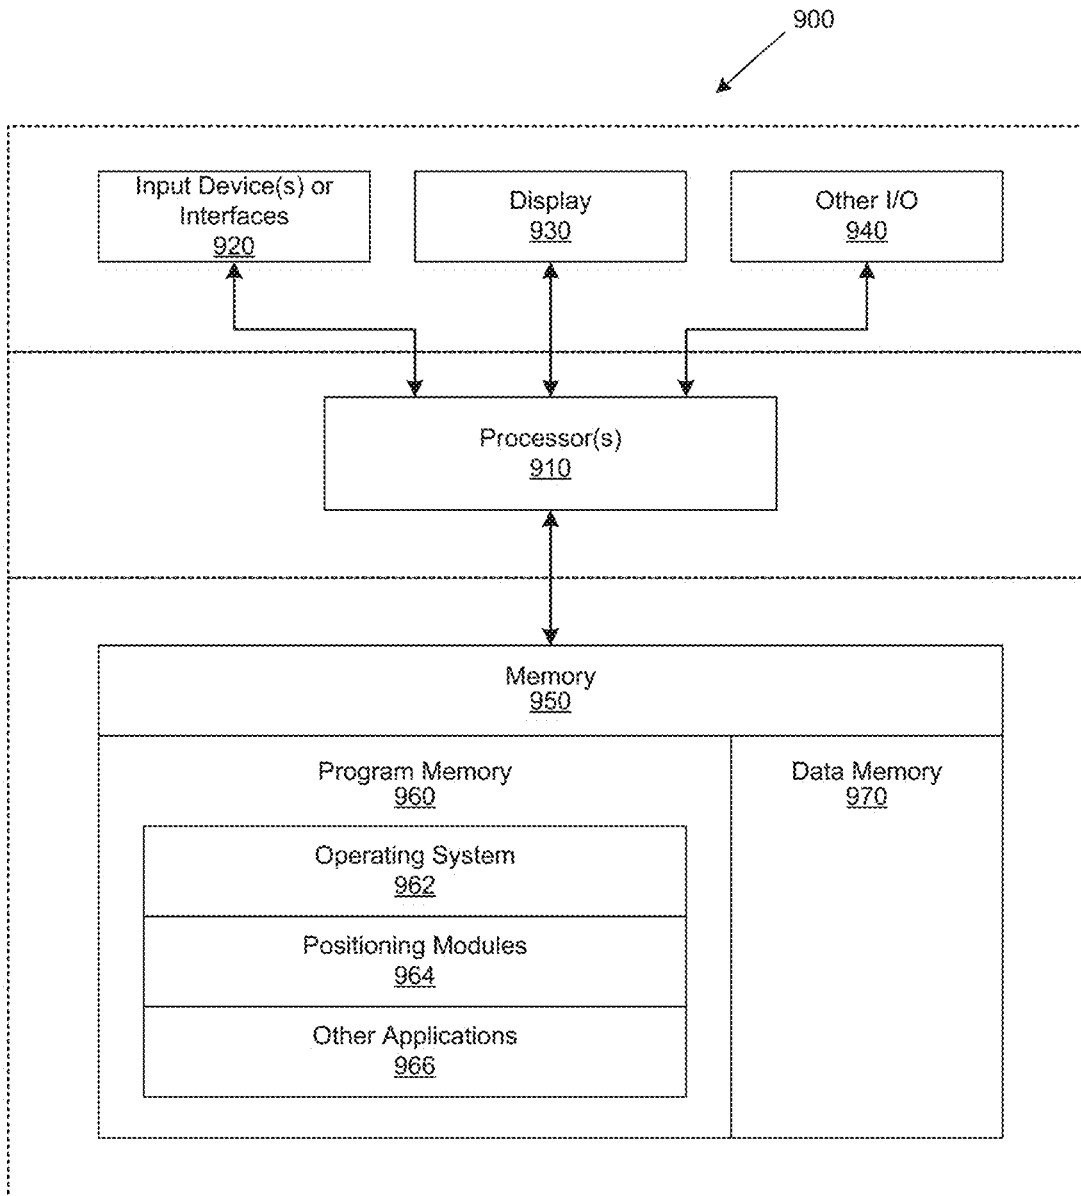 900
Input Device(s) or
Interfaces
920
Display
930
Other I/O
940
Processor(s)
910
Memory
950
Program Memory
960
Data Memory
970
Operating System
962
Positioning Modules
964
Other Applications
966